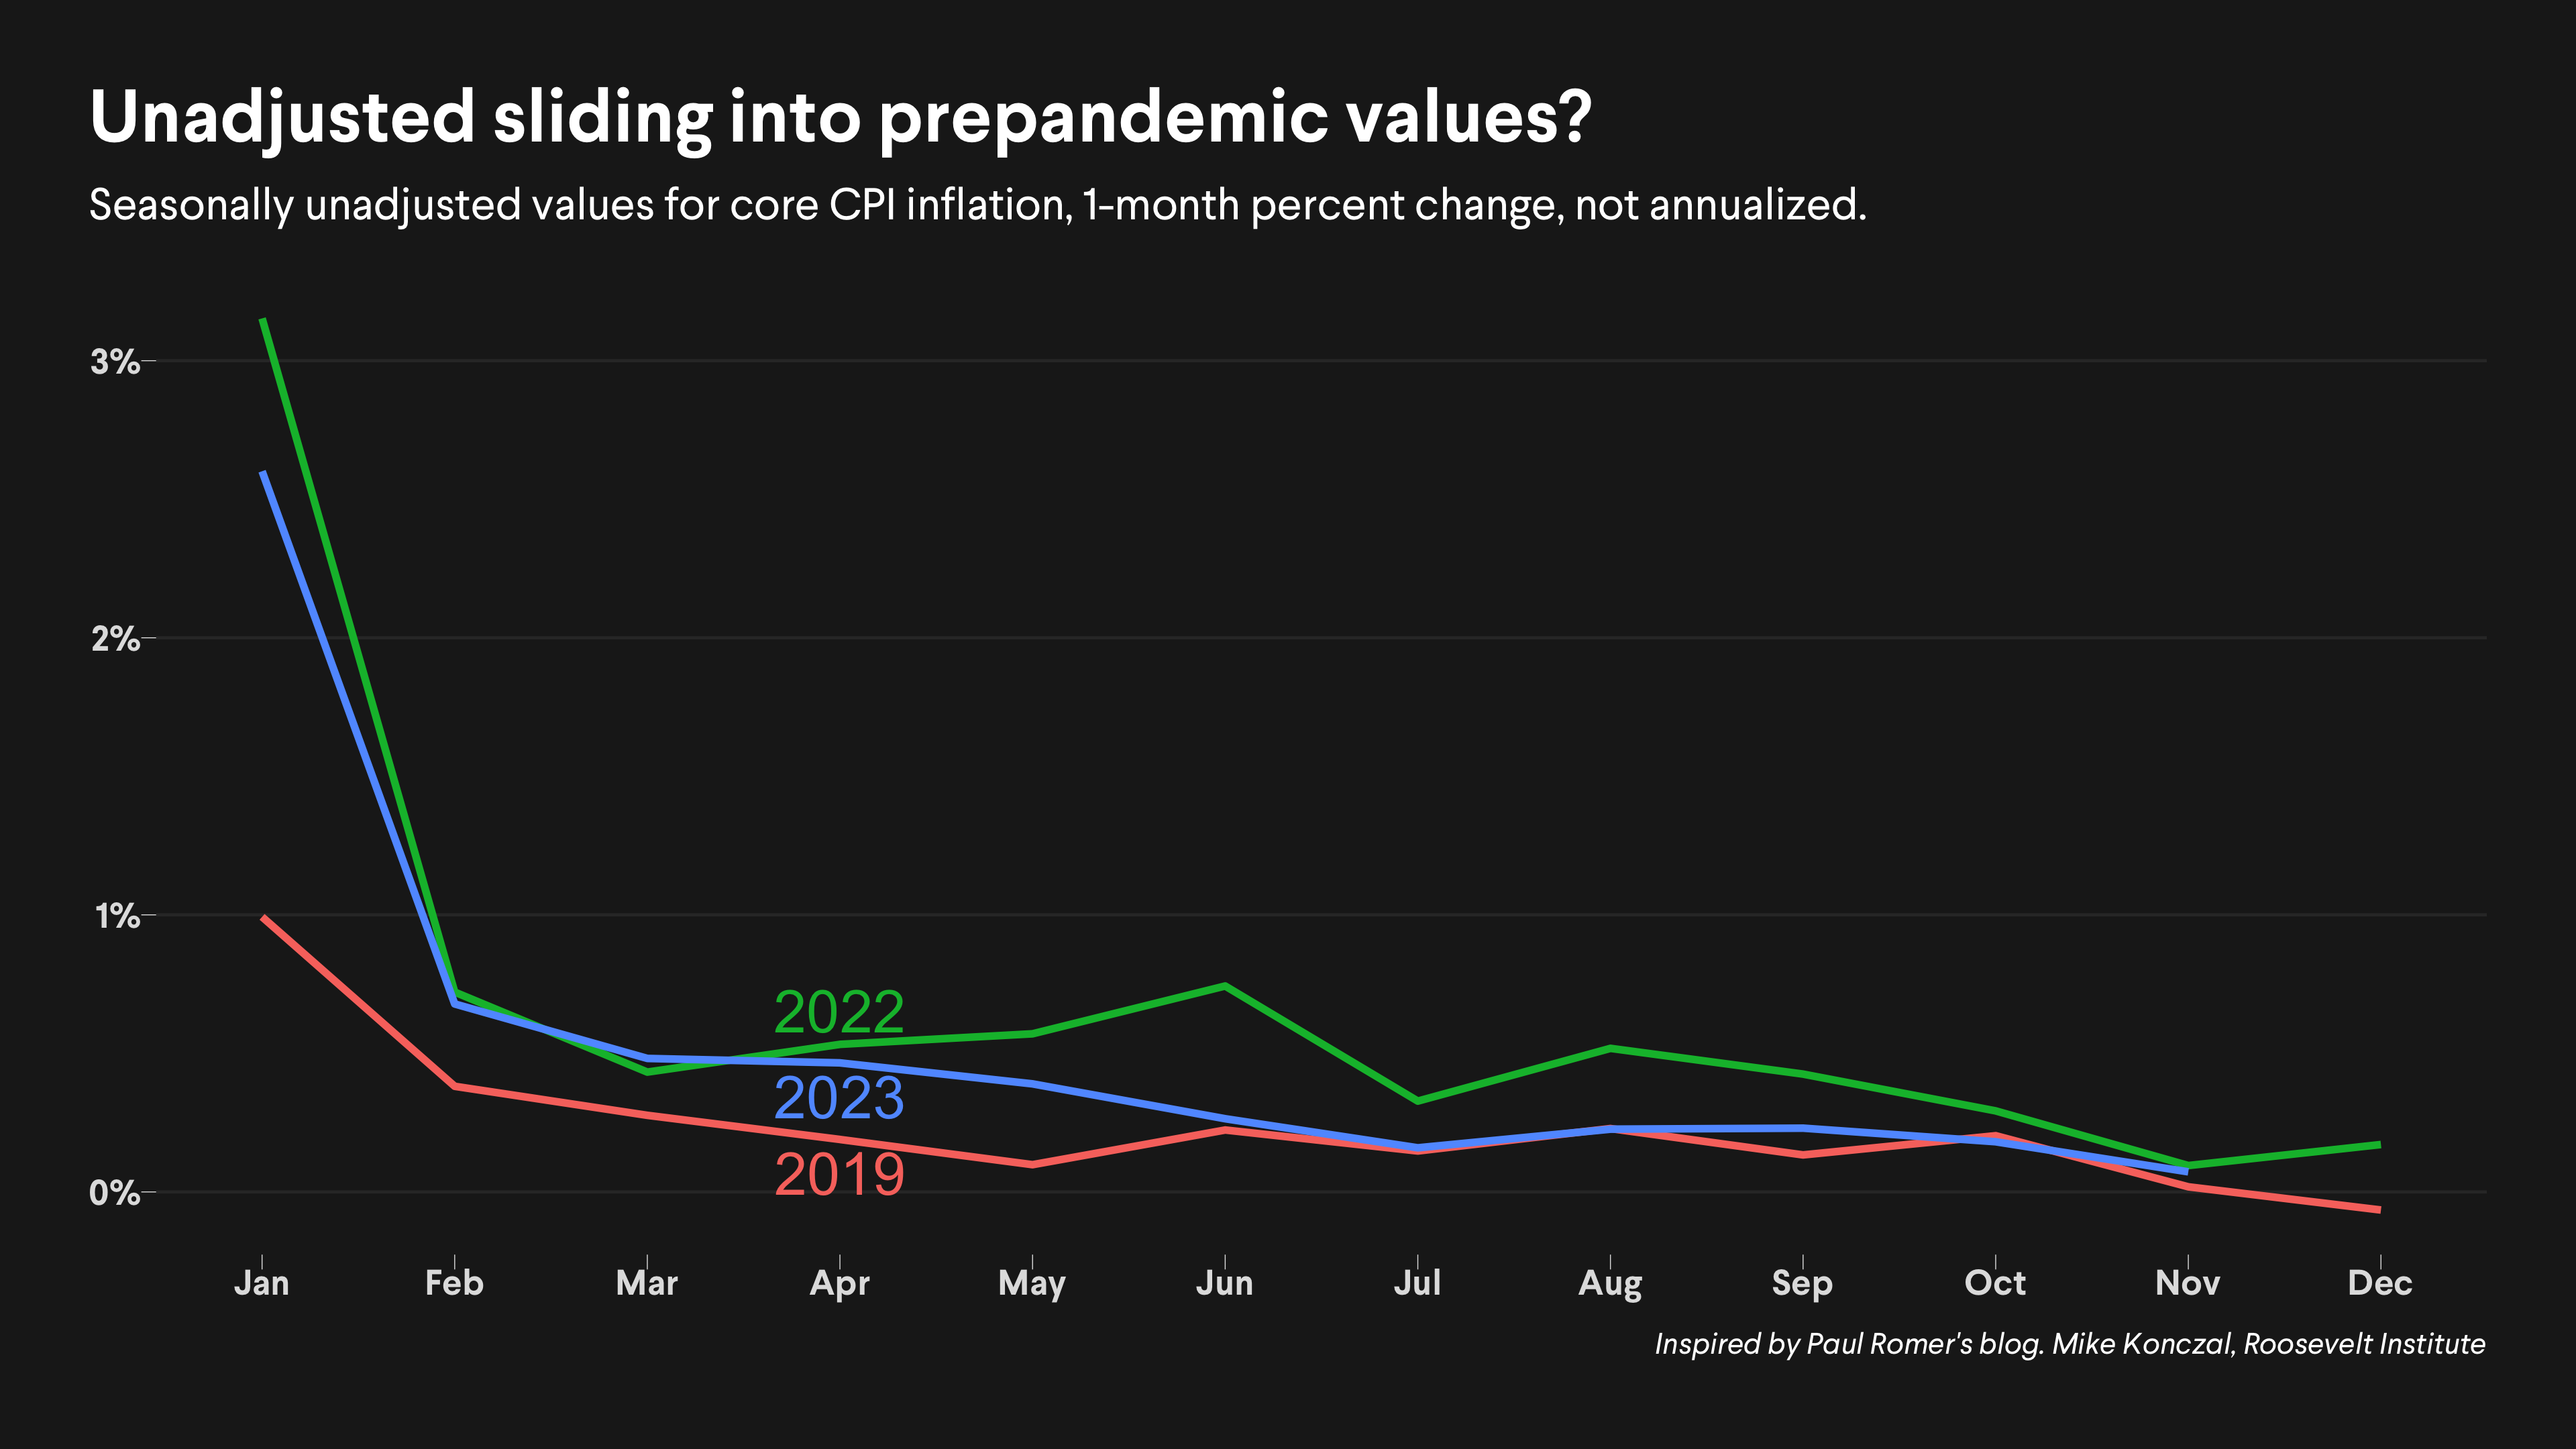 Unadjusted sliding into prepandemic values?
Seasonally unadjusted values for core CPI inflation, 1-month percent change, not annualized.
3%
2%
1%
0%
2022
2023
2019
Jan Feb Mar Apr May Jun Jul Aug Sep Oct Nov Dec
Inspired by Paul Romer's blog. Mike Konczal, Roosevelt Institute